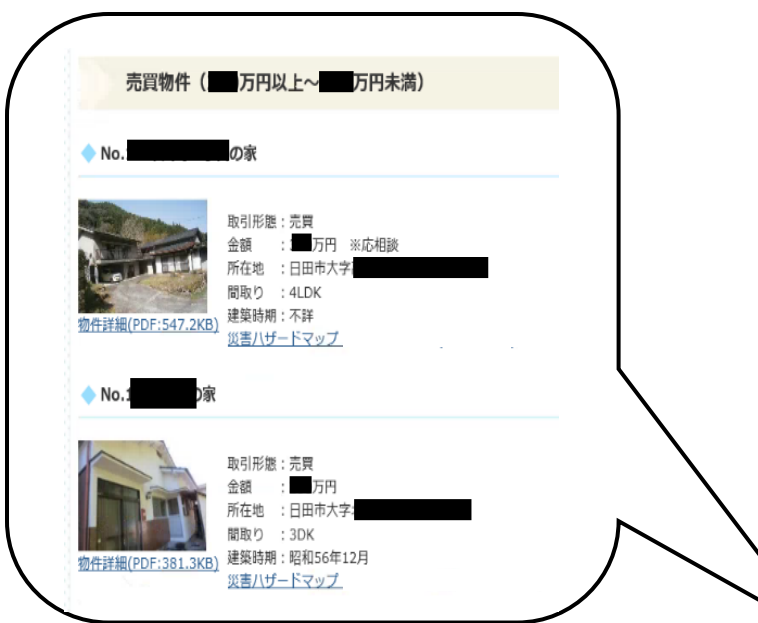 売買物件（ 万円以上～ 万円未満）
No. の家
取引形態：売買
金額 ： 万円 ※応相談
所在地 ：日田市大字
間取り ：4LDK
建築時期：不詳
物件詳細(PDF:547.2KB)
災害ハザードマップ
No.1 の家
取引形態：売買
金額 ： 万円
所在地 ：日田市大字
間取り ：3DK
建築時期：昭和56年12月
物件詳細(PDF:381.3KB)
災害ハザードマップ